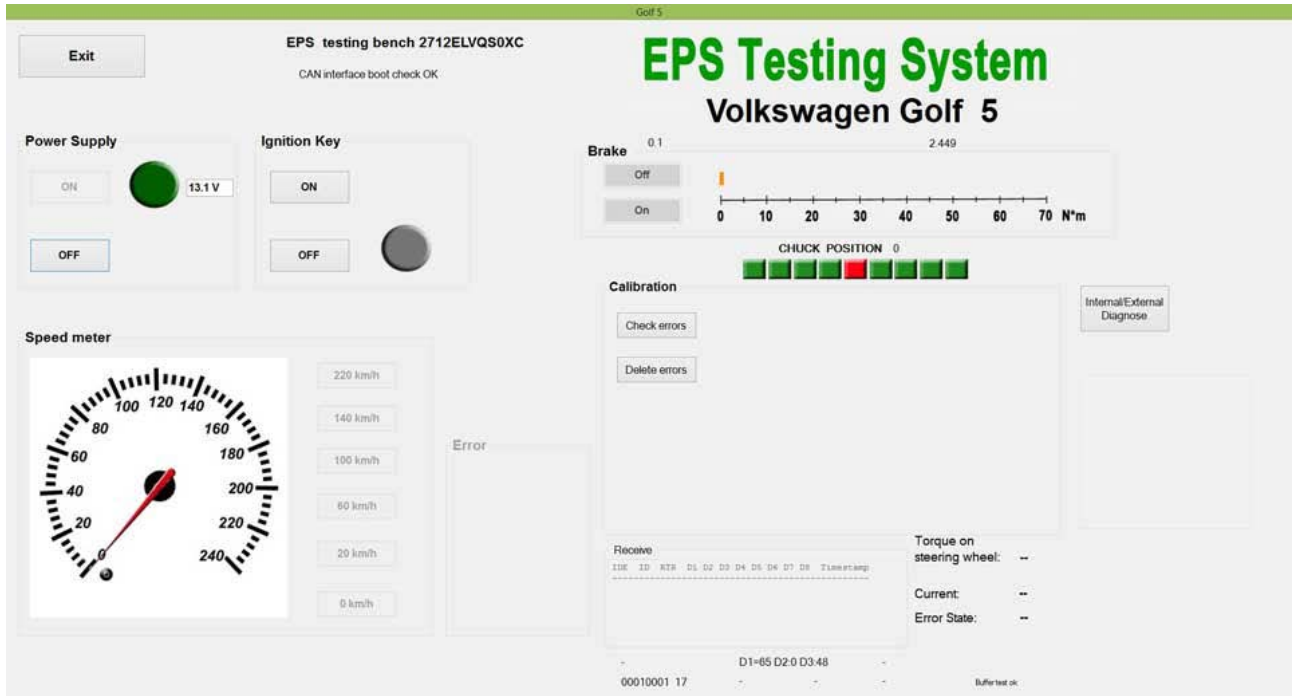 Golf 5
Exit
EPS testing bench 2712ELVQS0XC
CAN interface boot check OK
EPS Testing System
Volkswagen Golf 5
Power Supply
ON
13.1 V
OFF
Ignition Key
ON
OFF
Brake
0.1
2.449
Off
On
0 10 20 30 40 50 60 70 N*m
CHUCK POSITION 0
Calibration
Check errors
Delete errors
Internal/External
Diagnose
Speed meter
0 20 40 60 80 100 120 140 160 180 200 220 240
220 km/h
140 km/h
100 km/h
60 km/h
20 km/h
0 km/h
Error
Receive
IDE ID RTR D1 D2 D3 D4 D5 D6 D7 D8 Timestamp
--------------------------------------------------------------
Torque on
steering wheel: --
Current: --
Error State: --
- D1=65 D2:0 D3:48 -
00010001 17 - - -
Buffer test ok